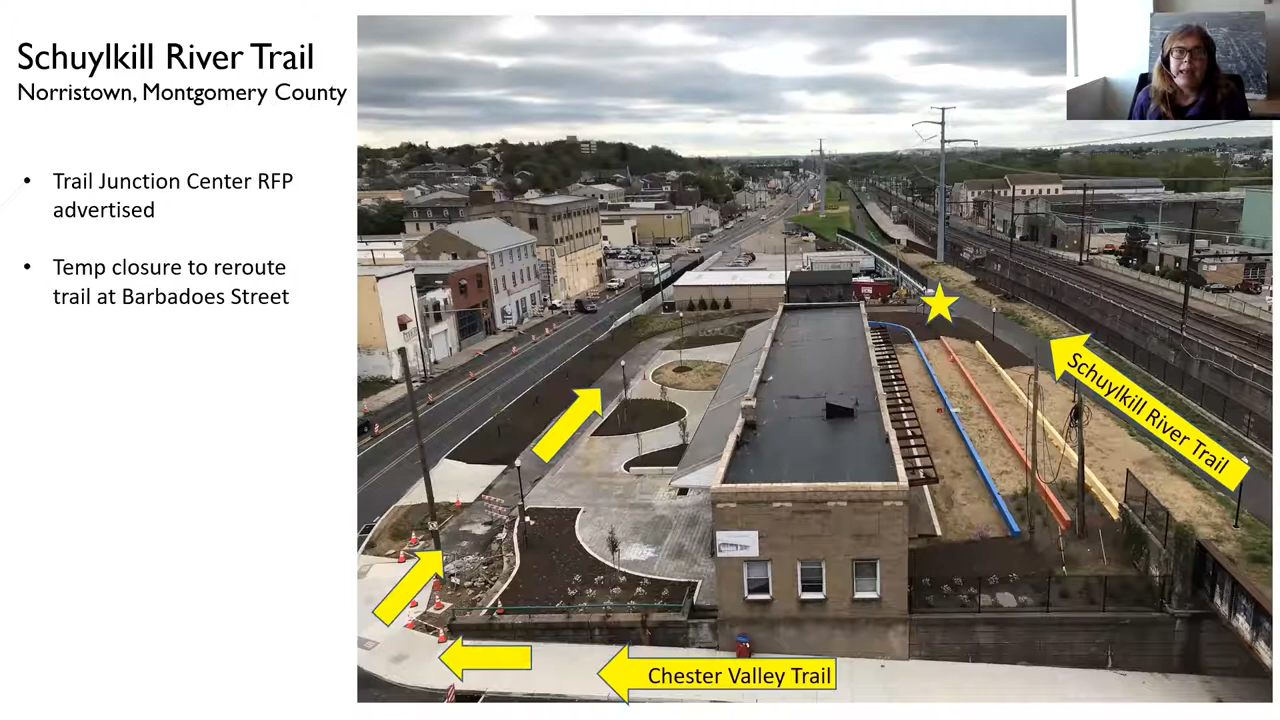 Schuylkill River Trail
Norristown, Montgomery County
• Trail Junction Center RFP
advertised
• Temp closure to reroute
trail at Barbadoes Street
Schuylkill River Trail
Chester Valley Trail